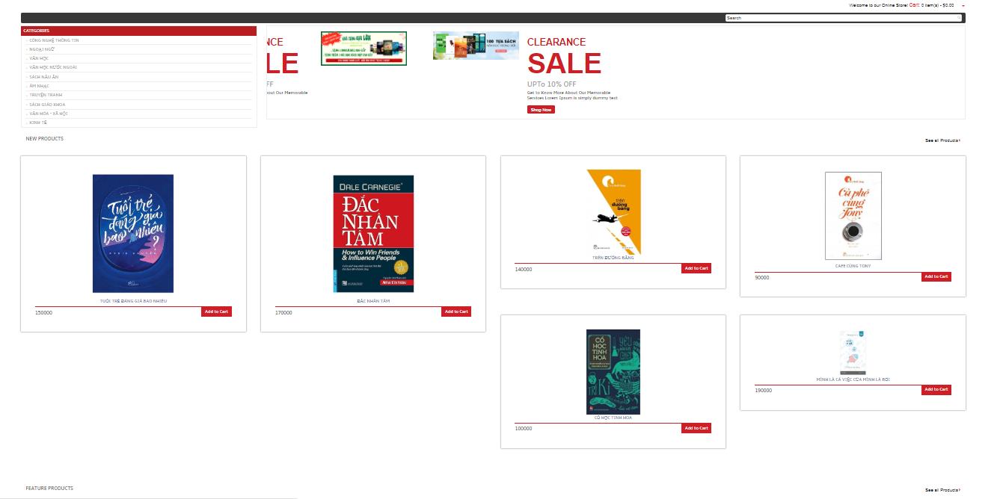 Welcome to our Online Store! Cart: 0 item(s) - $0.00
Search
CATEGORIES
CÔNG NGHỆ THÔNG TIN
NGOẠI NGỮ
VĂN HỌC
VĂN HỌC NƯỚC NGOÀI
SÁCH NẤU ĂN
ÂM NHẠC
TRUYỆN TRANH
SÁCH GIÁO KHOA
VĂN HÓA - XÃ HỘI
KINH TẾ
NCE
LE
FF
out Our Memorable
100 TỰA SÁCH
CLEARANCE
SALE
UPTo 10% OFF
Get to Know More About Our Memorable
Services Lorem Ipsum is simply dummy text
Shop Now
NEW PRODUCTS
See all Products
Tuổi trẻ
đáng giá
bao nhiêu
?
TUỔI TRẺ ĐÁNG GIÁ BAO NHIÊU
150000
Add to Cart
DALE CARNEGIE
ĐẮC
NHÂN
TÂM
How to Win Friends
& Influence People
NEW EDITION
ĐẮC NHÂN TÂM
170000
Add to Cart
trên
đường
băng
TRÊN ĐƯỜNG BĂNG
140000
Add to Cart
Cà phê
cùng
Tony
CAFE CÙNG TONY
90000
Add to Cart
CỔ
HỌC
TINH
HOA
CỔ HỌC TINH HOA
100000
Add to Cart
MÌNH LÀ CÁ VIỆC CỦA MÌNH LÀ BƠI
190000
Add to Cart
FEATURE PRODUCTS
See all Products